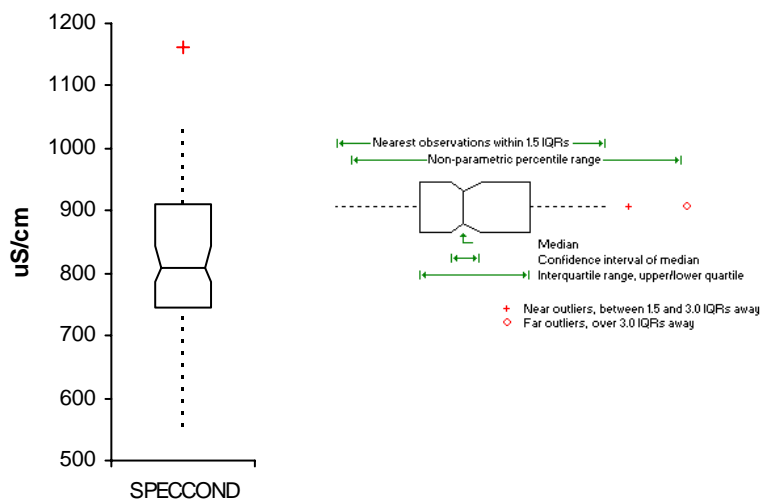 1200
1100
1000
900
800
700
600
500
uS/cm
SPECCOND
Nearest observations within 1.5 IQRs
Non-parametric percentile range
Median
Confidence interval of median
Interquartile range, upper/lower quartile
+ Near outliers, between 1.5 and 3.0 IQRs away
Far outliers, over 3.0 IQRs away